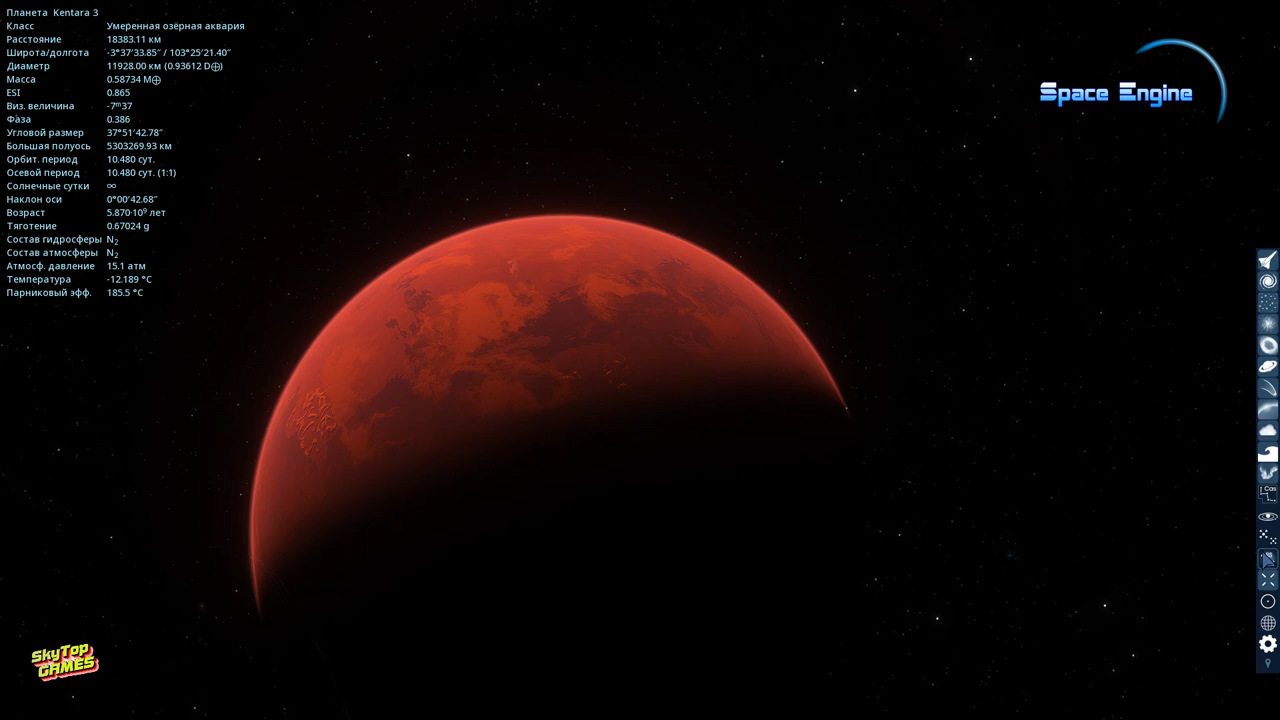 Планета Kentara 3
Класс Умеренная озёрная аквария
Расстояние 18383.11 км
Широта/долгота -3°37′33.85″ / 103°25′21.40″
Диаметр 11928.00 км (0.93612 D⊕)
Масса 0.58734 M⊕
ESI 0.865
Виз. величина -7ᵐ37
Фаза 0.386
Угловой размер 37°51′42.78″
Большая полуось 5303269.93 км
Орбит. период 10.480 сут.
Осевой период 10.480 сут. (1:1)
Солнечные сутки ∞
Наклон оси 0°00′42.68″
Возраст 5.870·10⁹ лет
Тяготение 0.67024 g
Состав гидросферы N₂
Состав атмосферы N₂
Атмосф. давление 15.1 атм
Температура -12.189 °C
Парниковый эфф. 185.5 °C
Space Engine
SkyTop
GAMES